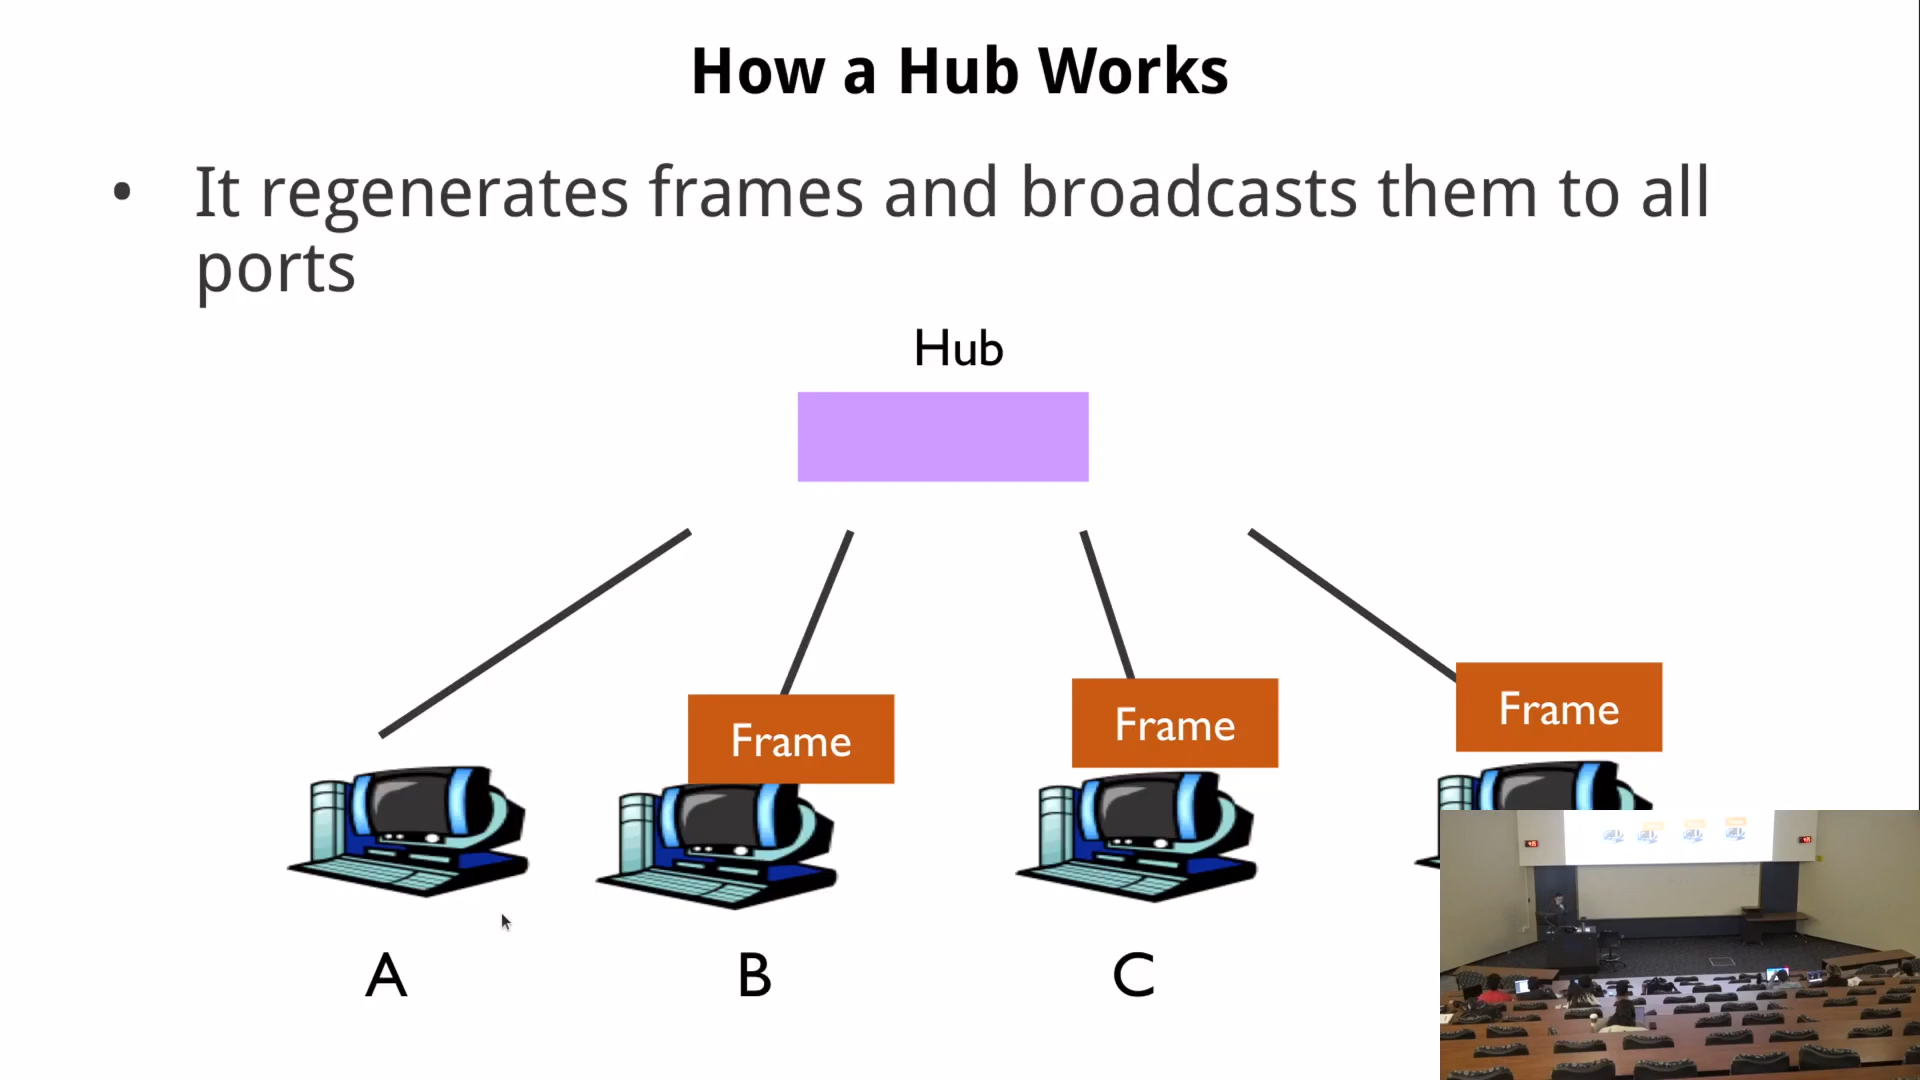 How a Hub Works
• It regenerates frames and broadcasts them to all
ports
Hub
Frame
Frame
Frame
A
B
C